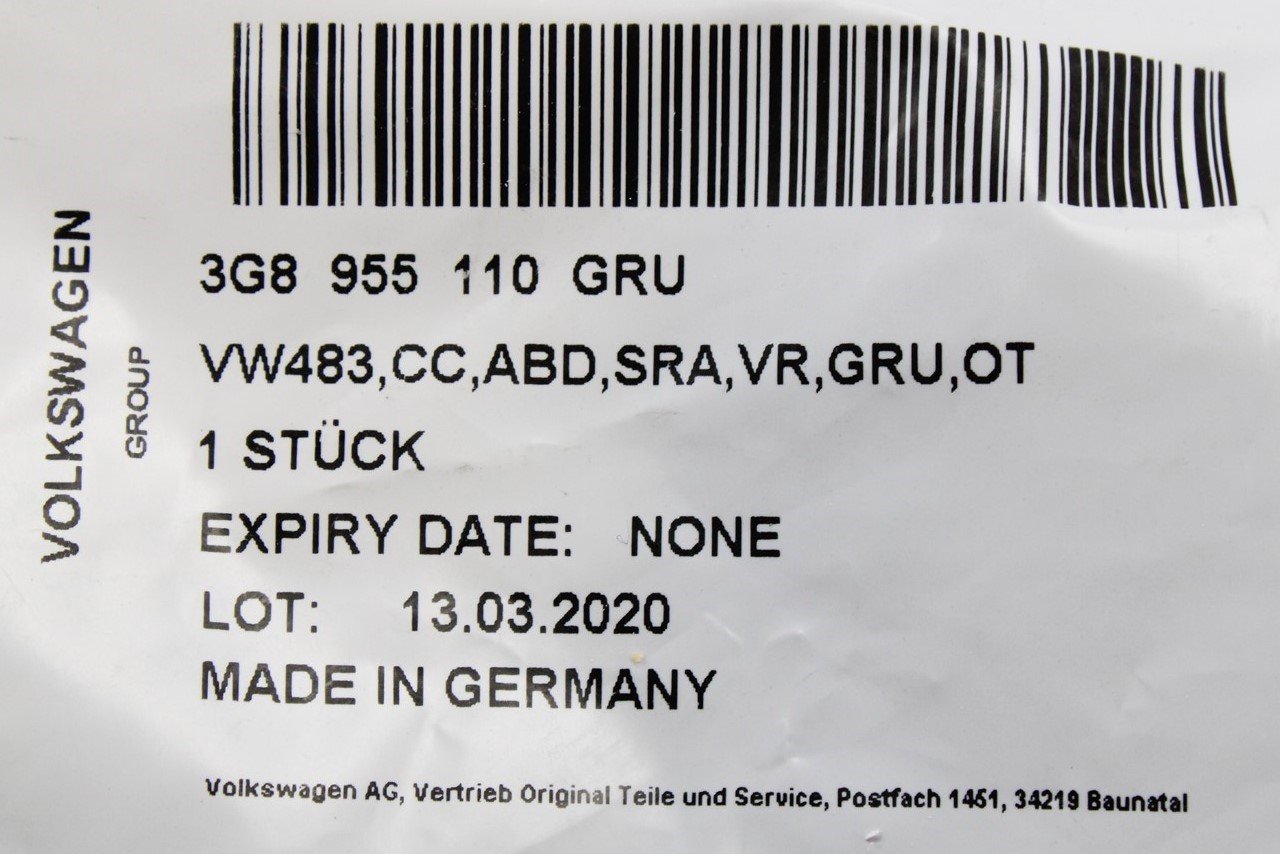 VOLKSWAGEN
GROUP
3G8 955 110 GRU
VW483,CC,ABD,SRA,VR,GRU,OT
1 STÜCK
EXPIRY DATE: NONE
LOT: 13.03.2020
MADE IN GERMANY
Volkswagen AG, Vertrieb Original Teile und Service, Postfach 1451, 34219 Baunatal